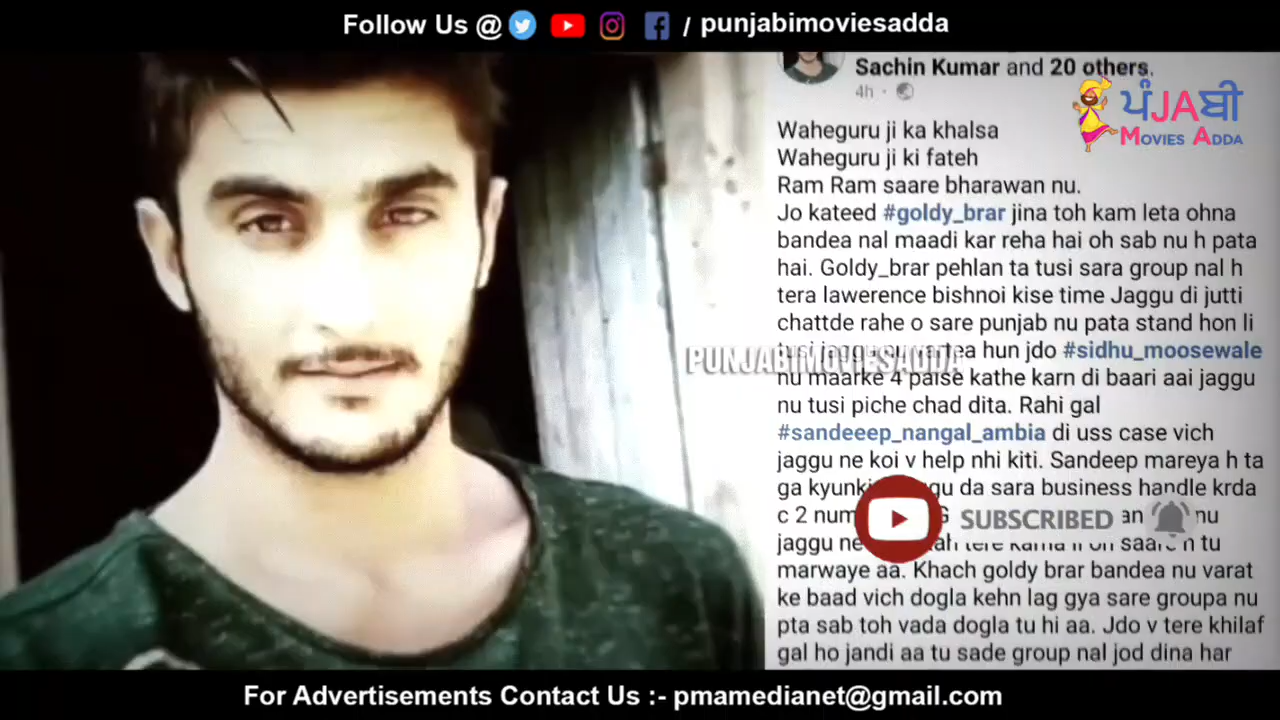 Follow Us @ / punjabimoviesadda
Sachin Kumar and 20 others.
4h ·
ਪੰJAਬੀ
MOVIES ADDA
Waheguru ji ka khalsa
Waheguru ji ki fateh
Ram Ram saare bharawan nu.
Jo kateed #goldy_brar jina toh kam leta ohna
bandea nal maadi kar reha hai oh sab nu h pata
hai. Goldy_brar pehlan ta tusi sara group nal h
tera lawerence bishnoi kise time Jaggu di jutti
chattde rahe o sare punjab nu pata stand hon li
hun jdo #sidhu_moosewale
PUNJABIMOVIESADDA
nu maarke 4 paise kathe karn di baari aai jaggu
nu tusi piche chad dita. Rahi gal
#sandeeep_nangal_ambia di uss case vich
jaggu ne koi v help nhi kiti. Sandeep mareya h ta
ga da sara business handle krda
c 2 nu
SUBSCRIBED
jaggu ne tere h tu
marwaye aa. Khach goldy brar bandea nu varat
ke baad vich dogla kehn lag gya sare groupa nu
pta sab toh vada dogla tu hi aa. Jdo v tere khilaf
gal ho jandi aa tu sade group nal jod dina har
For Advertisements Contact Us :- pmamedianet@gmail.com